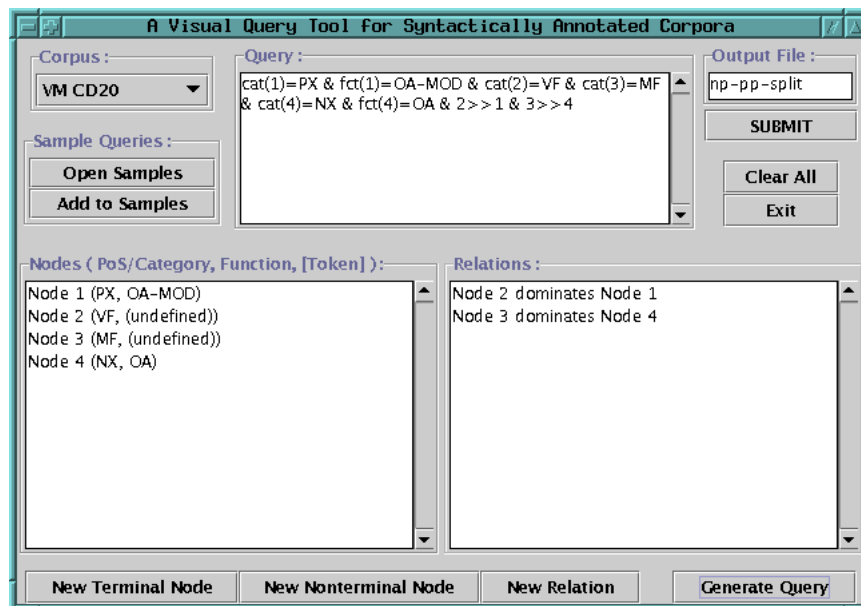 A Visual Query Tool for Syntactically Annotated Corpora
Corpus :
VM CD20
Sample Queries :
Open Samples
Add to Samples
Query :
cat(1)=PX & fct(1)=OA-MOD & cat(2)=VF & cat(3)=MF
& cat(4)=NX & fct(4)=OA & 2>>1 & 3>>4
Output File :
np-pp-split
SUBMIT
Clear All
Exit
Nodes ( PoS/Category, Function, [Token] ):
Node 1 (PX, OA-MOD)
Node 2 (VF, (undefined))
Node 3 (MF, (undefined))
Node 4 (NX, OA)
Relations :
Node 2 dominates Node 1
Node 3 dominates Node 4
New Terminal Node
New Nonterminal Node
New Relation
Generate Query